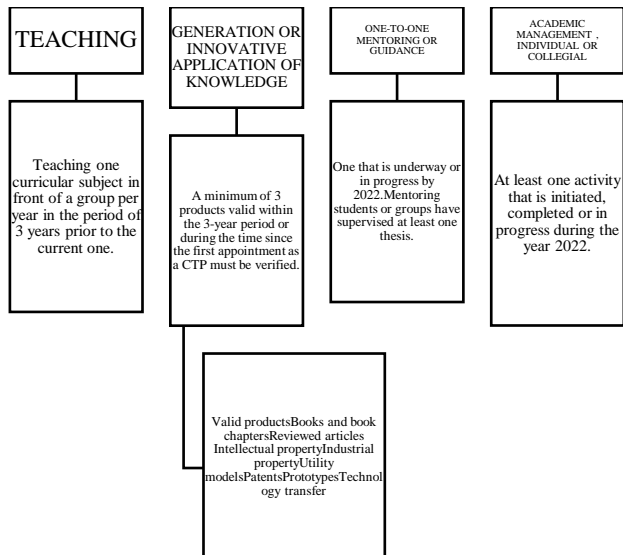 TEACHING
GENERATION OR
INNOVATIVE
APPLICATION OF
KNOWLEDGE
ONE-TO-ONE
MENTORING OR
GUIDANCE
ACADEMIC
MANAGEMENT ,
INDIVIDUAL OR
COLLEGIAL
Teaching one
curricular subject in
front of a group per
year in the period of
3 years prior to the
current one.
A minimum of 3
products valid within
the 3-year period or
during the time since
the first appointment as
a CTP must be verified.
One that is underway or
in progress by
2022.Mentoring
students or groups have
supervised at least one
thesis.
At least one activity
that is initiated,
completed or in
progress during the
year 2022.
Valid productsBooks and book
chaptersReviewed articles
Intellectual propertyIndustrial
propertyUtility
modelsPatentsPrototypesTechnol
ogy transfer